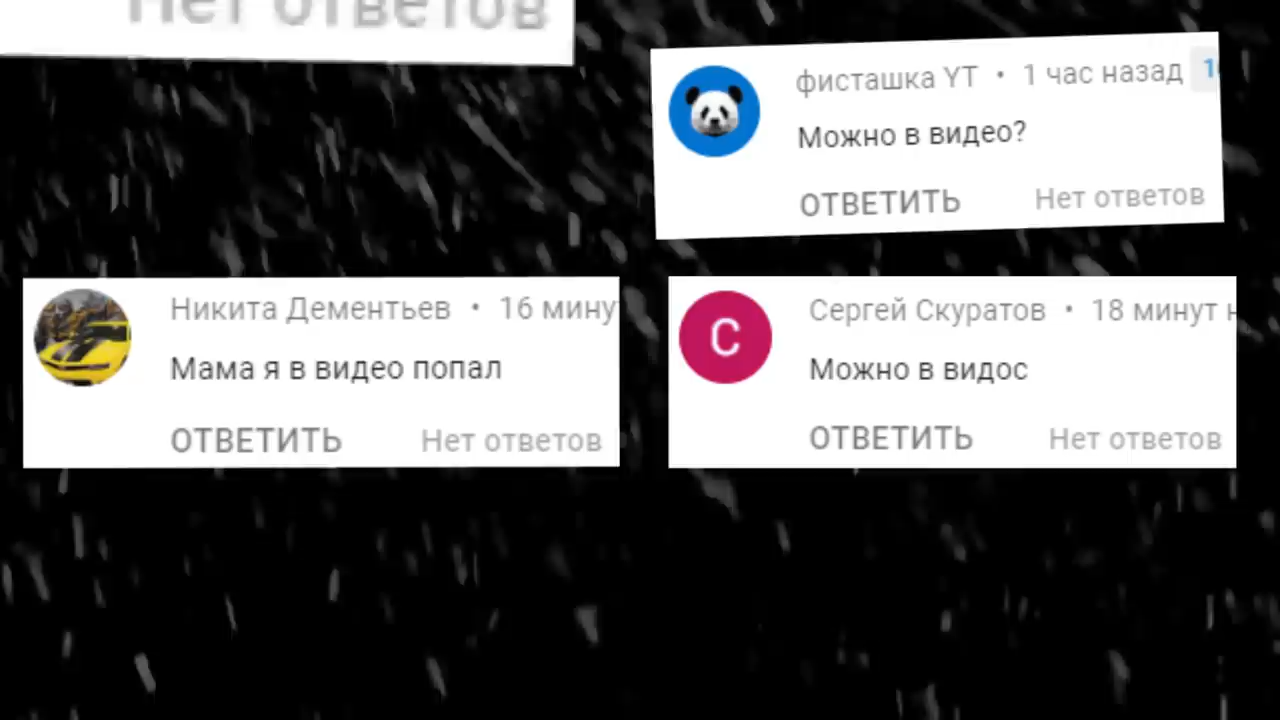 Нет ответов
фисташка YT • 1 час назад
Можно в видео?
ОТВЕТИТЬ Нет ответов
Никита Дементьев • 16 мину
Мама я в видео попал
ОТВЕТИТЬ Нет ответов
Сергей Скуратов • 18 минут н
Можно в видос
ОТВЕТИТЬ Нет ответов